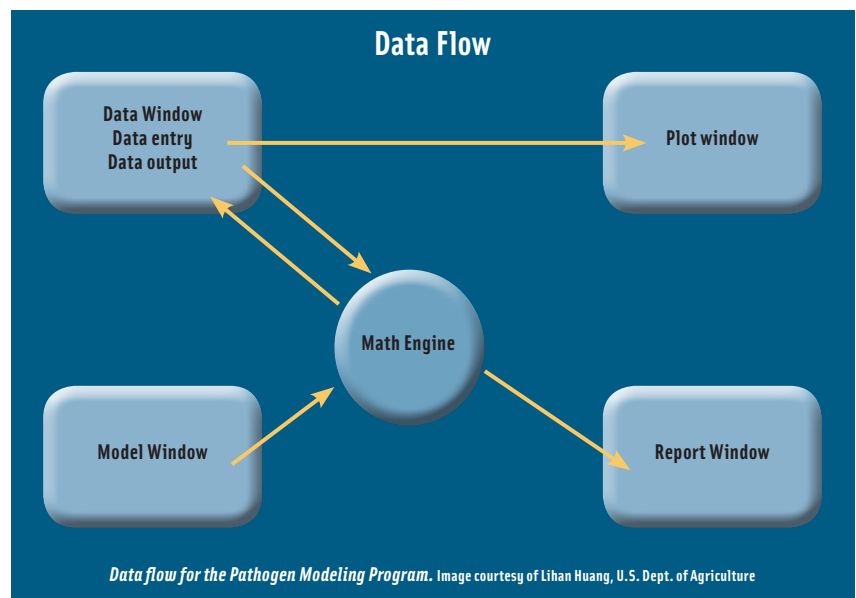 Data Flow
Data Window
Data entry
Data output
Plot window
Math Engine
Model Window
Report Window
Data flow for the Pathogen Modeling Program. Image courtesy of Lihan Huang, U.S. Dept. of Agriculture